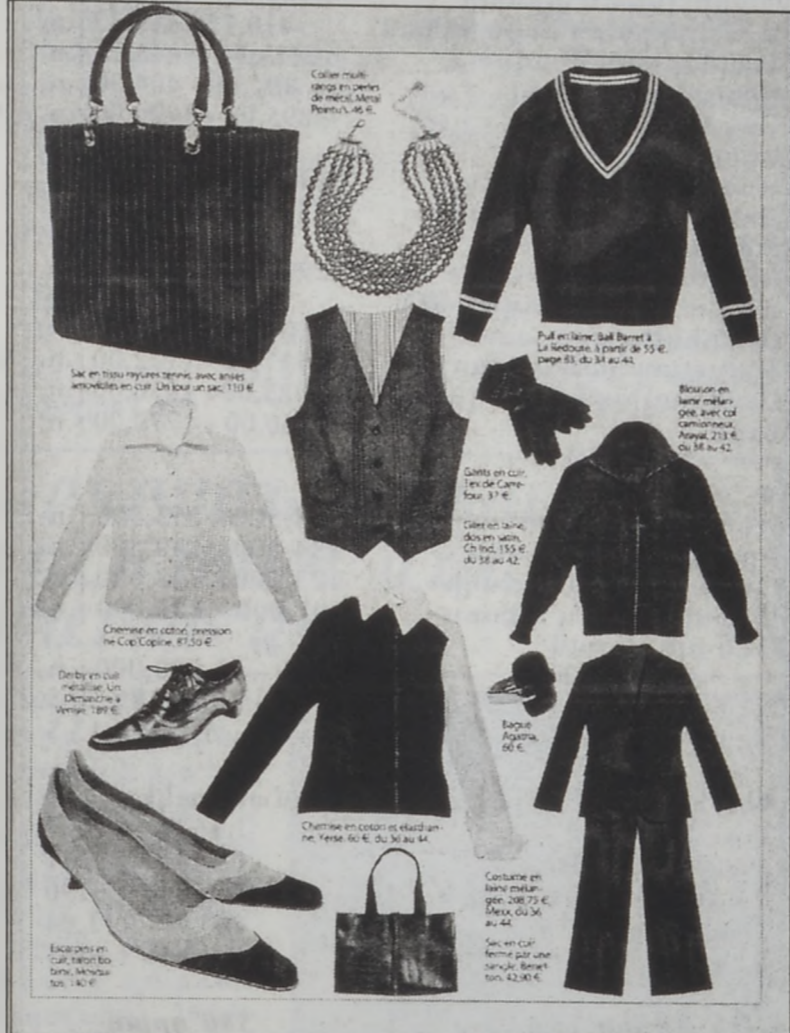 Collier multi-
rangs en perles
de métal, Metal
Pointu's, 46 €.
Sac en tissu rayures tennis, avec anses
amovibles en cuir. Un jour un sac, 110 €.
Pull en laine, Bali Barret à
La Redoute, à partir de 55 €.
page 83, du 34 au 44.
Blouson en
laine mélan-
gée, avec col
camionneur,
213 €.
du 38 au 42.
Gants en cuir,
Tex de Carre-
four, 37 €.
Gilet en laine,
dos en satin,
Ch.Ind, 155 €.
du 38 au 42.
Chemise en coton, pression
né Cop'Copine, 87,50 €.
Derby en cuir
métallisé, Un
Dimanche à
Venise, 189 €.
Bague
Agatha,
60 €.
Chemise en coton et élasthan-
ne, 60 €. du 36 au 44.
Costume en
laine mélan-
gée, 208,75 €,
Mexx, du 36
au 44.
Sac en cuir
fermé par une
Benet-
ton, 42,90 €.
Escarpins en
cuir, talon bo-
bine, Mosqui-
tos, 140 €.